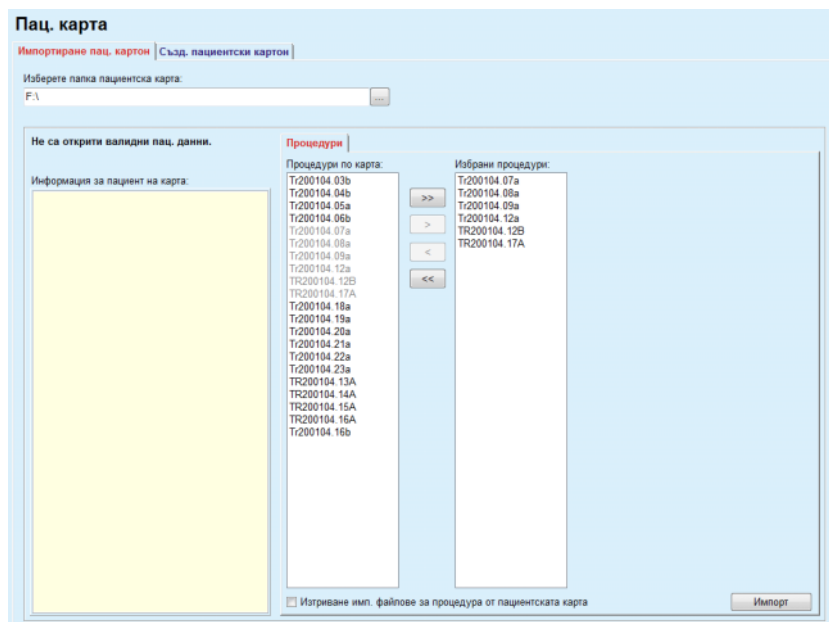 Пац. карта
Импортиране пац. картон Създ. пациентски картон
Изберете папка пациентска карта:
F:\
...
Не са открити валидни пац. данни.
Информация за пациент на карта:
Процедури
Процедури по карта:
Tr200104.03b
Tr200104.04b
Tr200104.05a
Tr200104.06b
Tr200104.07a
Tr200104.08a
Tr200104.09a
Tr200104.12a
TR200104.12B
TR200104.17A
Tr200104.18a
Tr200104.19a
Tr200104.20a
Tr200104.21a
Tr200104.22a
Tr200104.23a
TR200104.13A
TR200104.14A
TR200104.15A
TR200104.16A
Tr200104.16b
>>
>
<
<<
Избрани процедури:
Tr200104.07a
Tr200104.08a
Tr200104.09a
Tr200104.12a
TR200104.12B
TR200104.17A
Изтриване имп. файлове за процедура от пациентската карта
Импорт